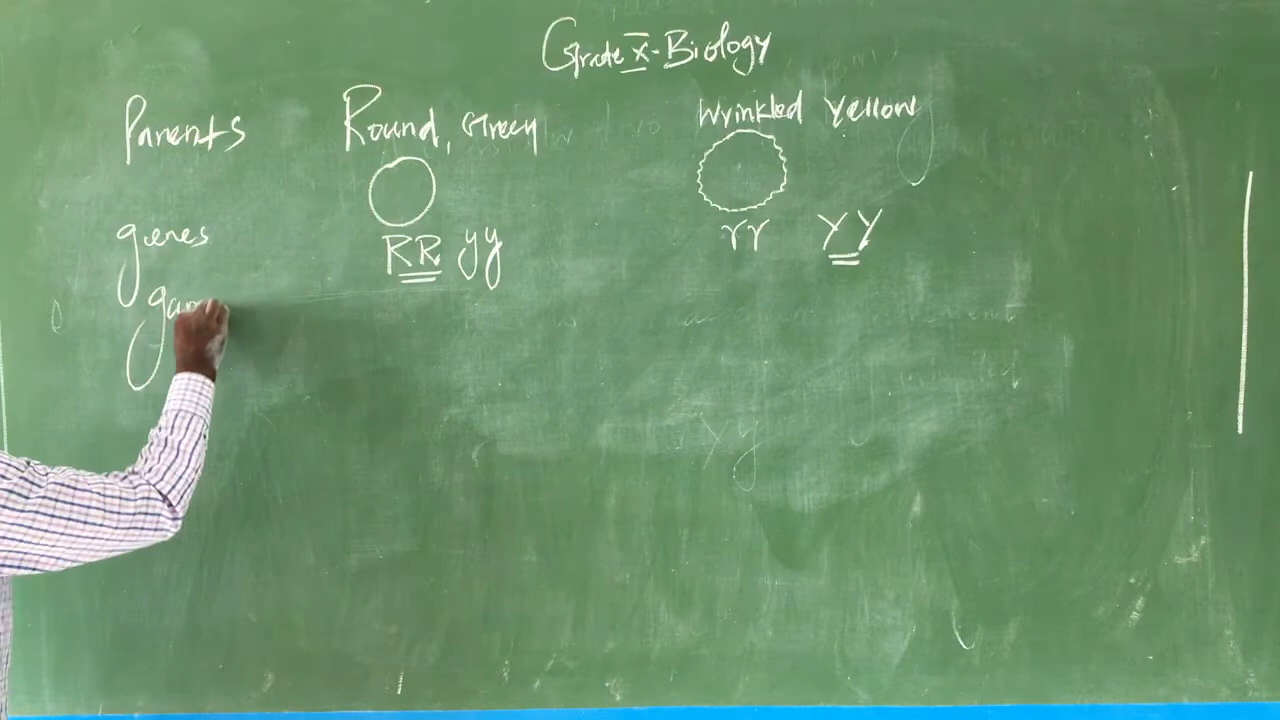 Grade X - Biology
Parents Round, Green Wrinkled Yellow
genes RR yy rr YY